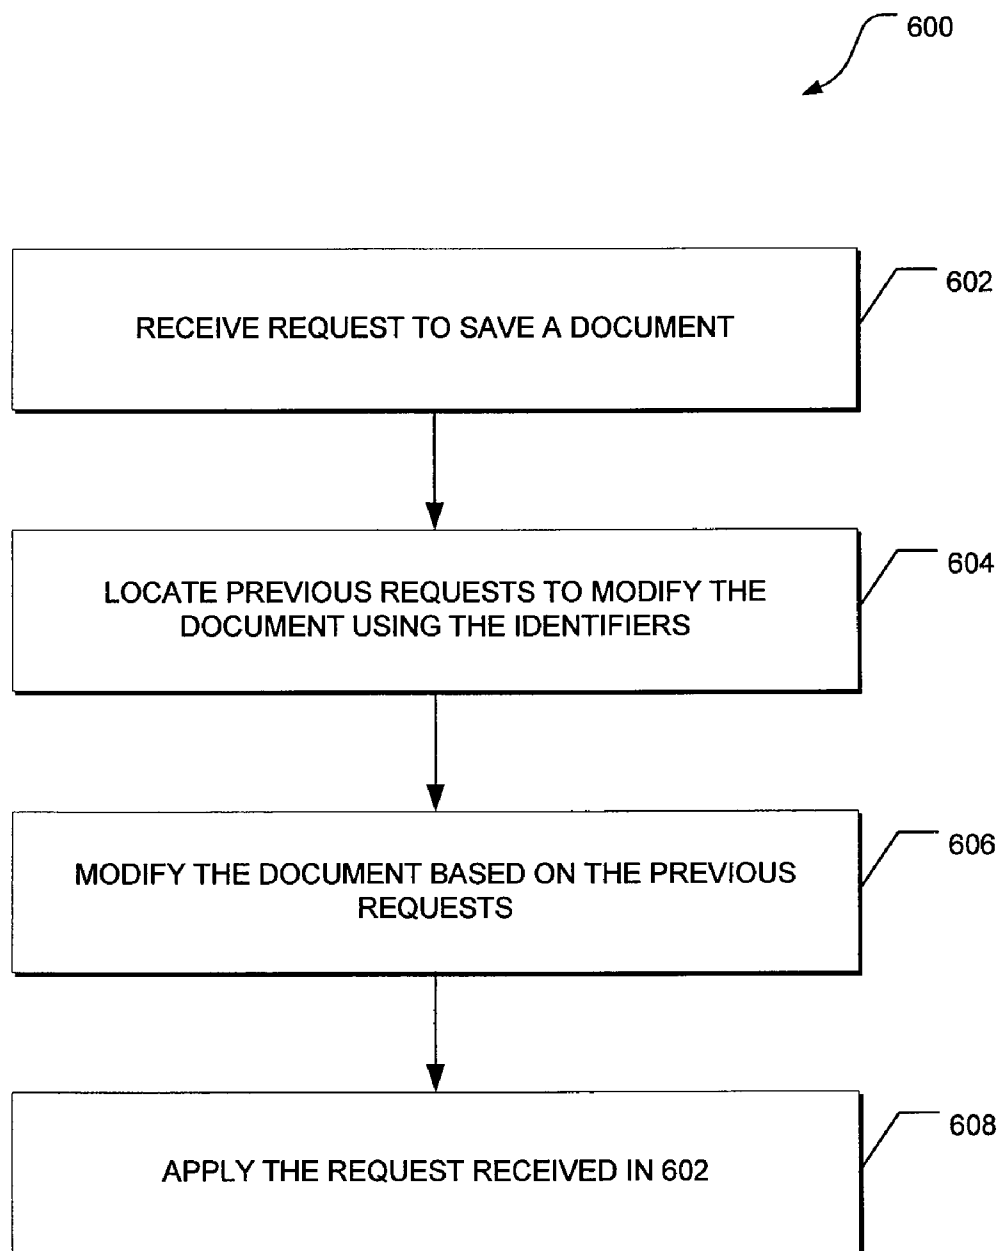 600
RECEIVE REQUEST TO SAVE A DOCUMENT
602
LOCATE PREVIOUS REQUESTS TO MODIFY THE
DOCUMENT USING THE IDENTIFIERS
604
MODIFY THE DOCUMENT BASED ON THE PREVIOUS
REQUESTS
606
APPLY THE REQUEST RECEIVED IN 602
608